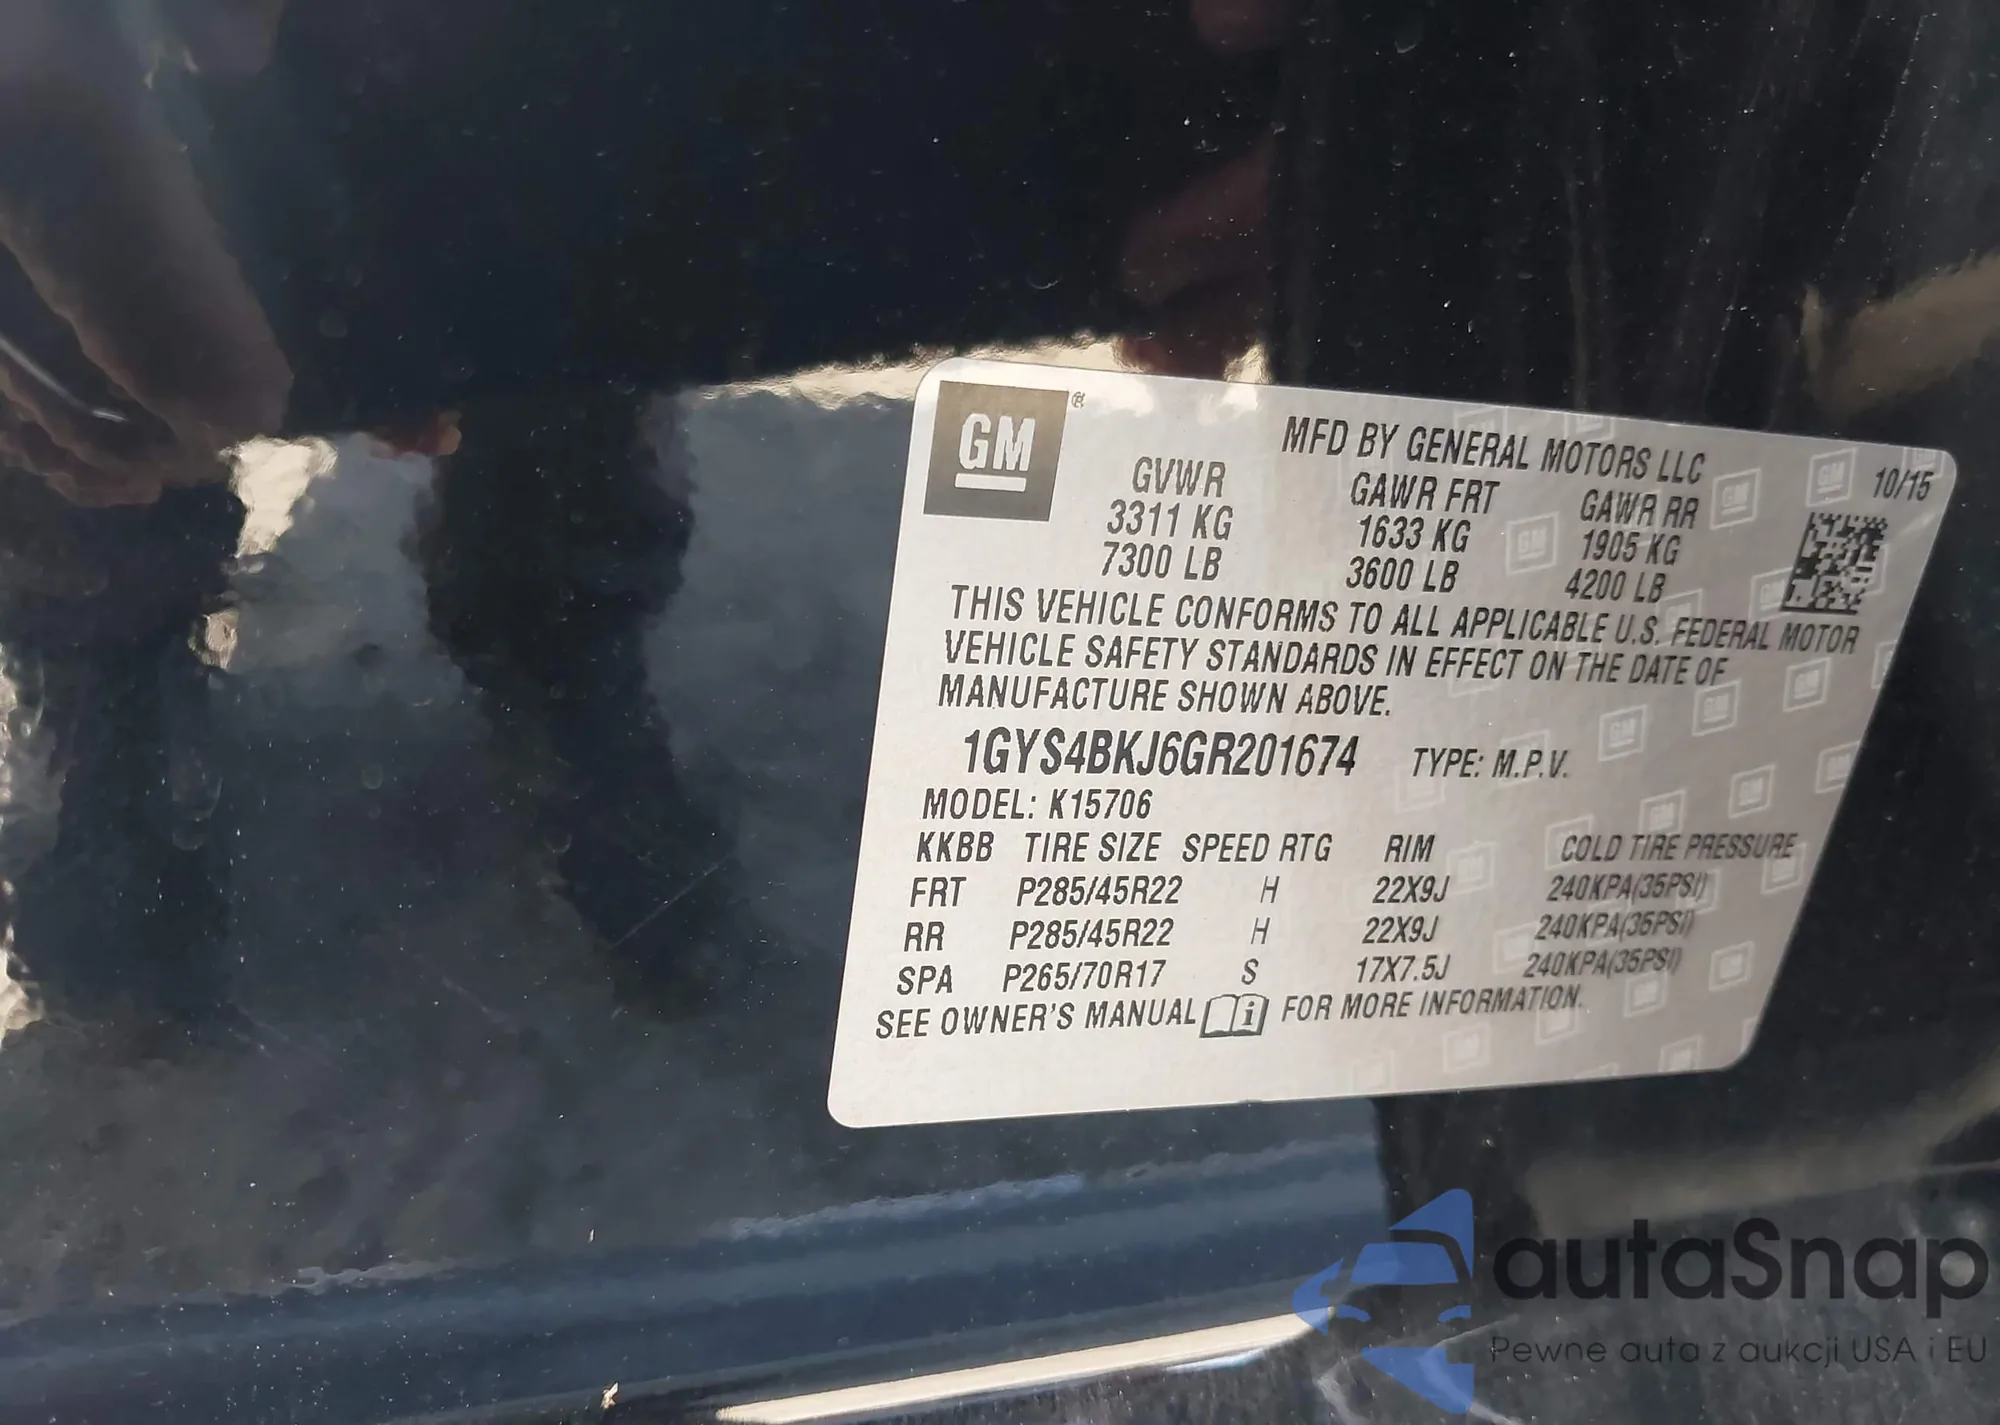 GM®
MFD BY GENERAL MOTORS LLC 10/15
GVWR GAWR FRT GAWR RR
3311 KG 1633 KG 1905 KG
7300 LB 3600 LB 4200 LB
THIS VEHICLE CONFORMS TO ALL APPLICABLE U.S. FEDERAL MOTOR
VEHICLE SAFETY STANDARDS IN EFFECT ON THE DATE OF
MANUFACTURE SHOWN ABOVE.
1GYS4BKJ6GR201674 TYPE: M.P.V.
MODEL: K15706
KKBB TIRE SIZE SPEED RTG RIM COLD TIRE PRESSURE
FRT P285/45R22 H 22X9J 240KPA(35PSI)
RR P285/45R22 H 22X9J 240KPA(35PSI)
SPA P265/70R17 S 17X7.5J 240KPA(35PSI)
SEE OWNER'S MANUAL i FOR MORE INFORMATION.
autaSnap
Pewne auta z aukcji USA i EU